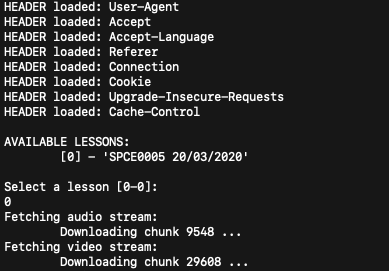 HEADER loaded: User-Agent
HEADER loaded: Accept
HEADER loaded: Accept-Language
HEADER loaded: Referer
HEADER loaded: Connection
HEADER loaded: Cookie
HEADER loaded: Upgrade-Insecure-Requests
HEADER loaded: Cache-Control
AVAILABLE LESSONS:
[0] - 'SPCE0005 20/03/2020'
Select a lesson [0-0]:
0
Fetching audio stream:
Downloading chunk 9548 ...
Fetching video stream:
Downloading chunk 29608 ...